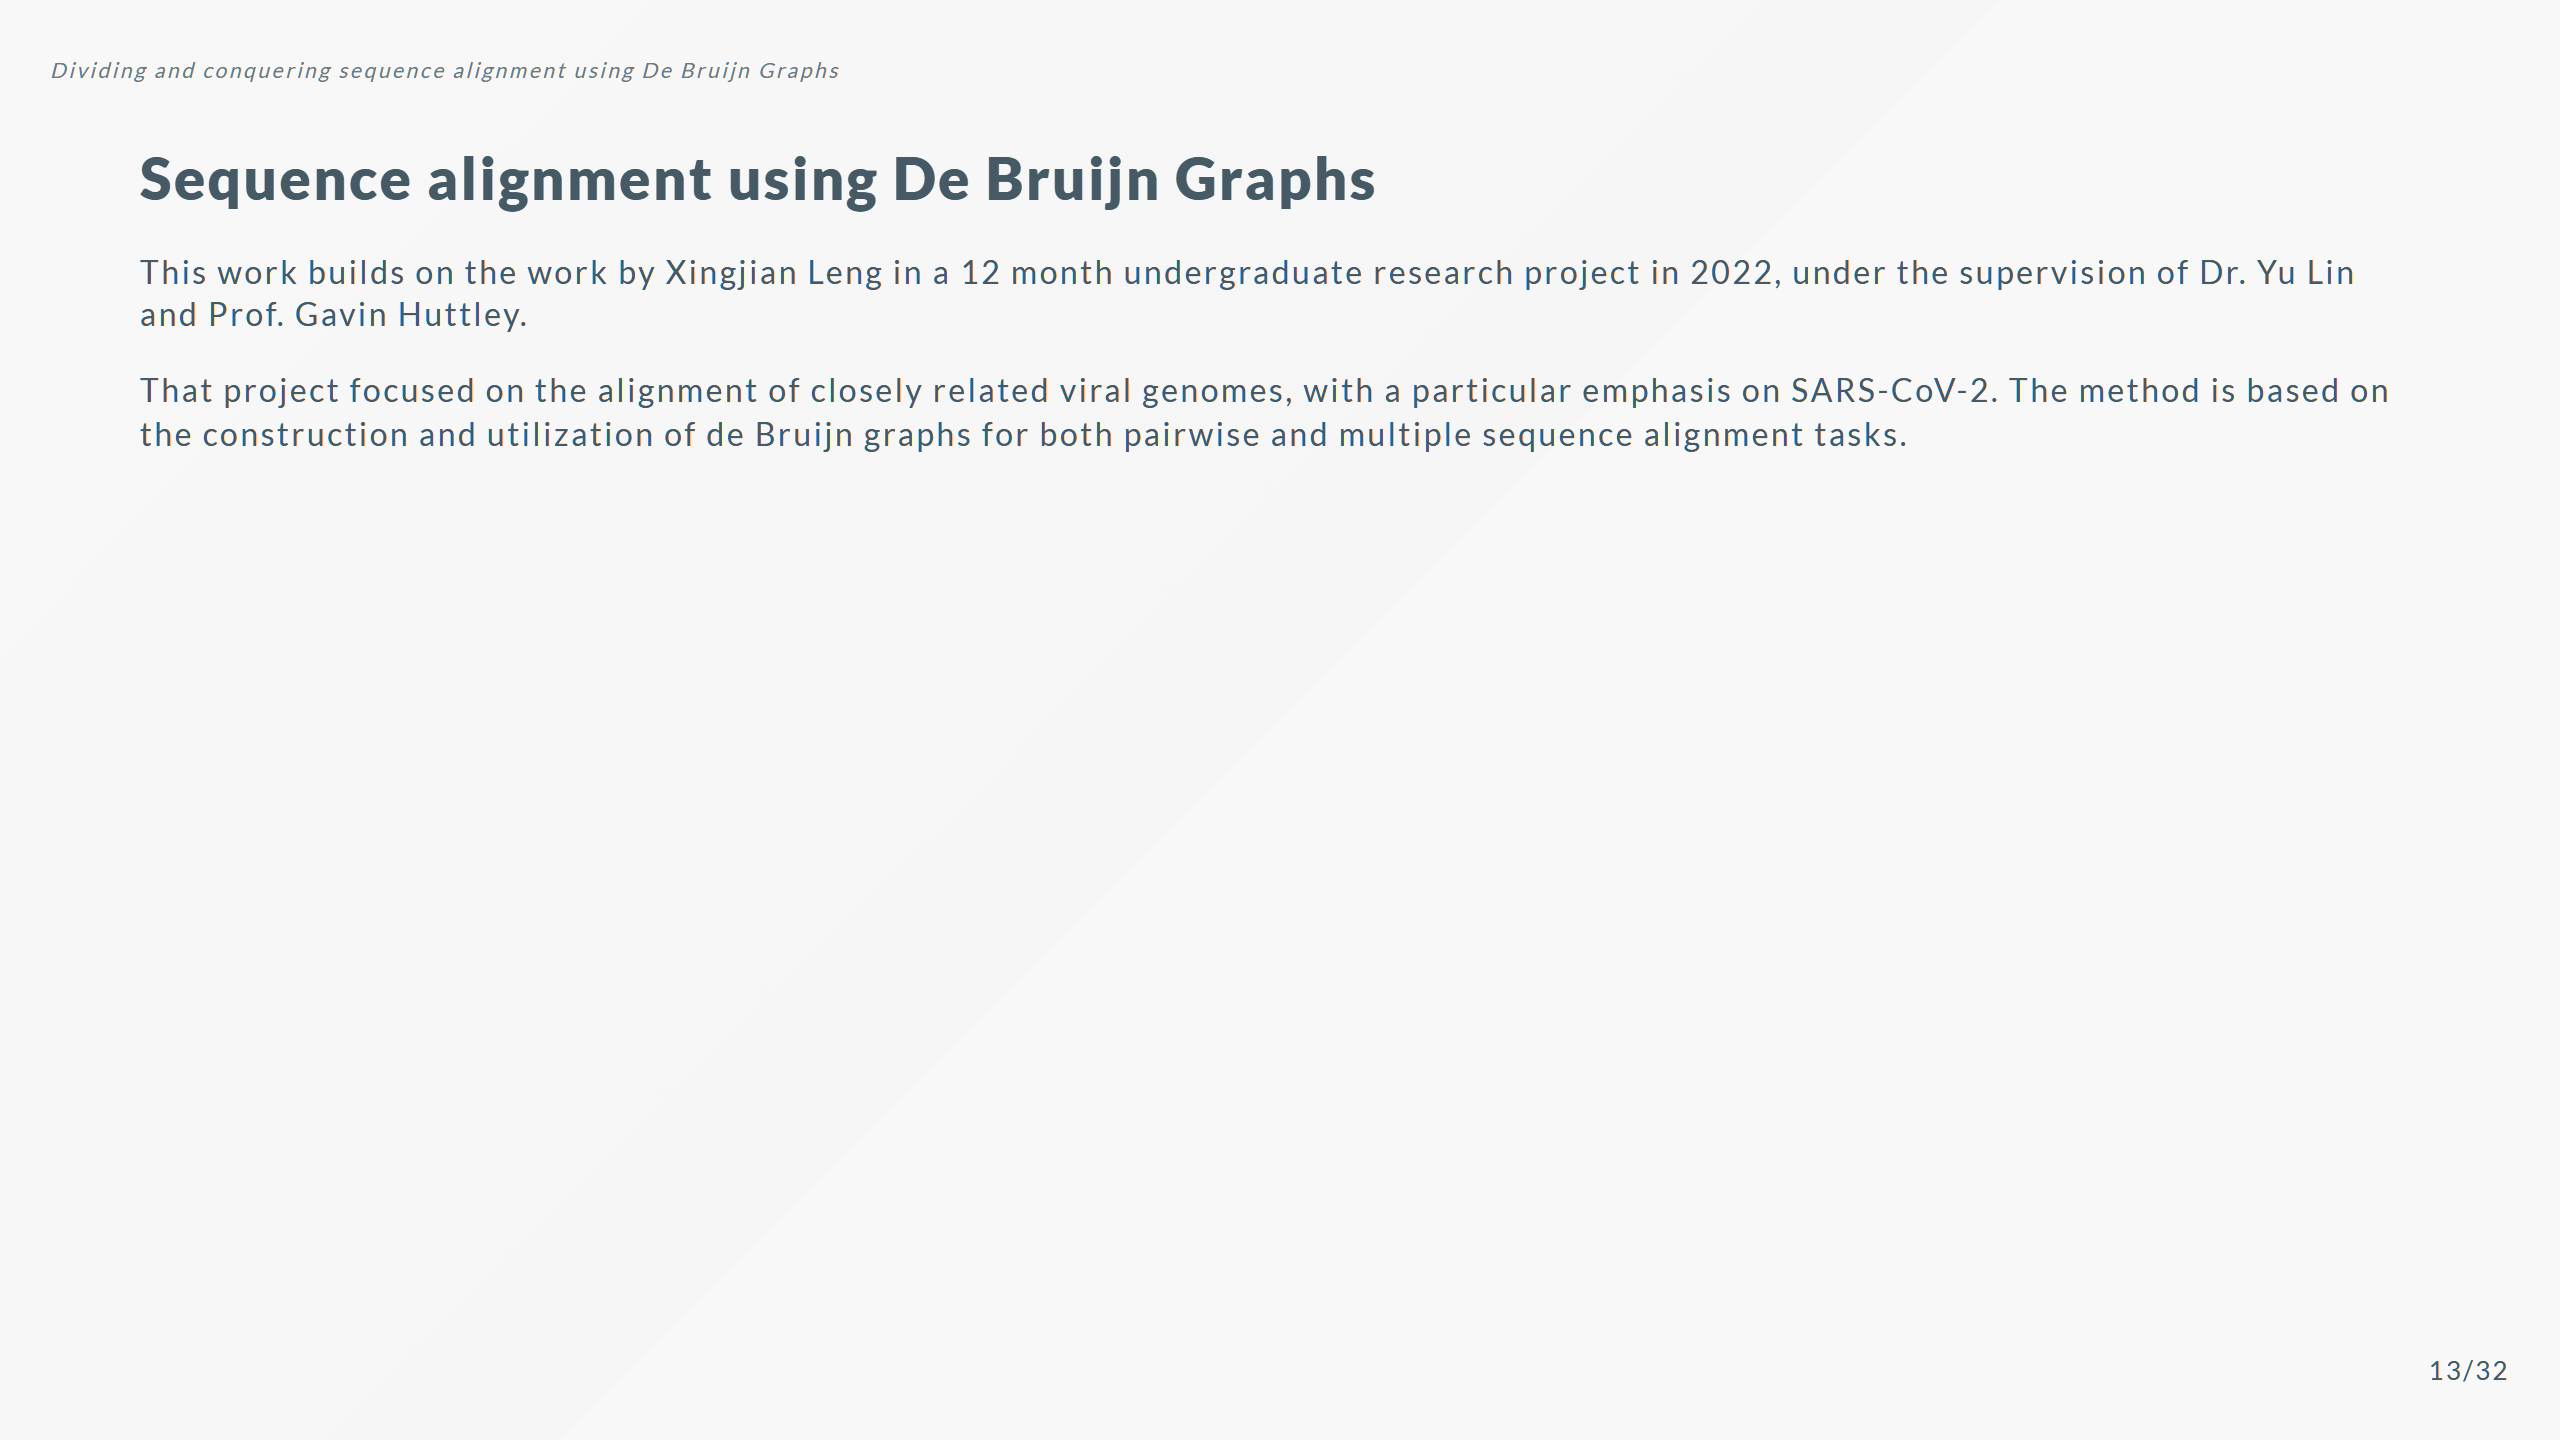 Dividing and conquering sequence alignment using De Bruijn Graphs
Sequence alignment using De Bruijn Graphs
This work builds on the work by Xingjian Leng in a 12 month undergraduate research project in 2022, under the supervision of Dr. Yu Lin
and Prof. Gavin Huttley.
That project focused on the alignment of closely related viral genomes, with a particular emphasis on SARS-CoV-2. The method is based on
the construction and utilization of de Bruijn graphs for both pairwise and multiple sequence alignment tasks.
13/32